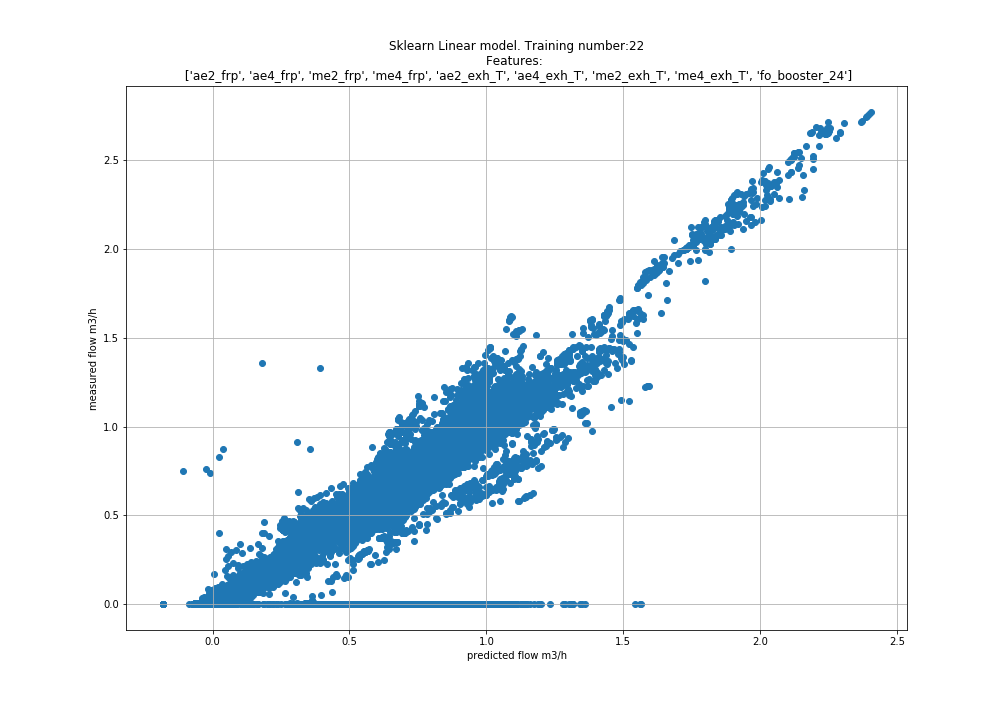 Sklearn Linear model. Training number:22
Features:
['ae2_frp', 'ae4_frp', 'me2_frp', 'me4_frp', 'ae2_exh_T', 'ae4_exh_T', 'me2_exh_T', 'me4_exh_T', 'fo_booster_24']
measured flow m3/h
2.5
2.0
1.5
1.0
0.5
0.0
0.0 0.5 1.0 1.5 2.0 2.5
predicted flow m3/h